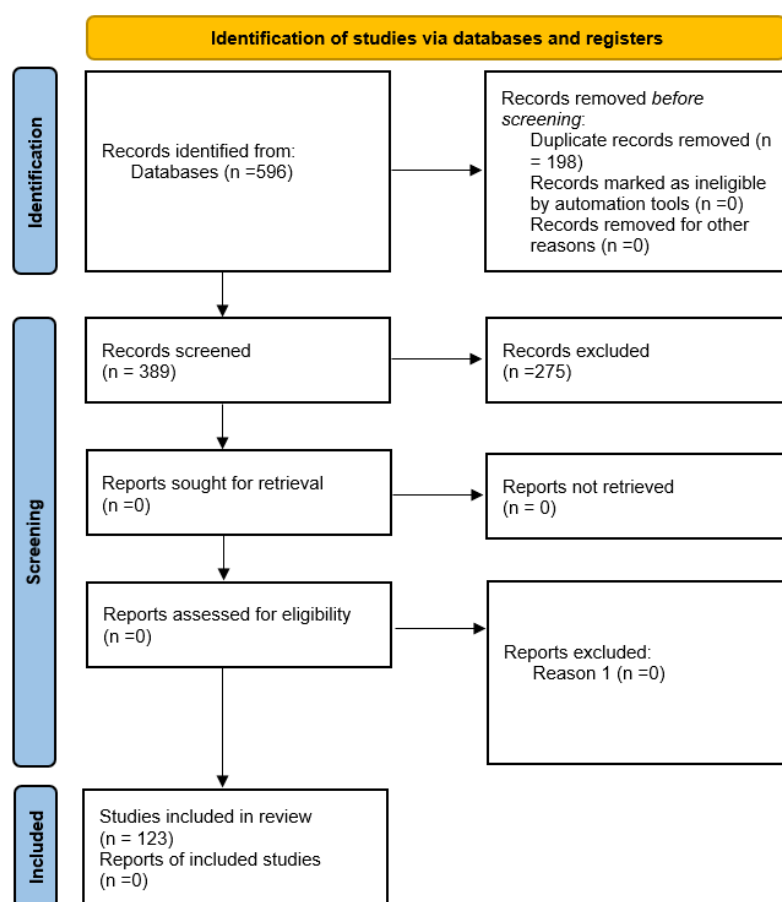 Identification of studies via databases and registers
Identification
Records identified from:
Databases (n =596)
Records removed before
screening:
Duplicate records removed (n
= 198)
Records marked as ineligible
by automation tools (n =0)
Records removed for other
reasons (n =0)
Screening
Records screened
(n = 389)
Records excluded
(n =275)
Reports sought for retrieval
(n =0)
Reports not retrieved
(n = 0)
Reports assessed for eligibility
(n =0)
Reports excluded:
Reason 1 (n =0)
Included
Studies included in review
(n = 123)
Reports of included studies
(n =0)